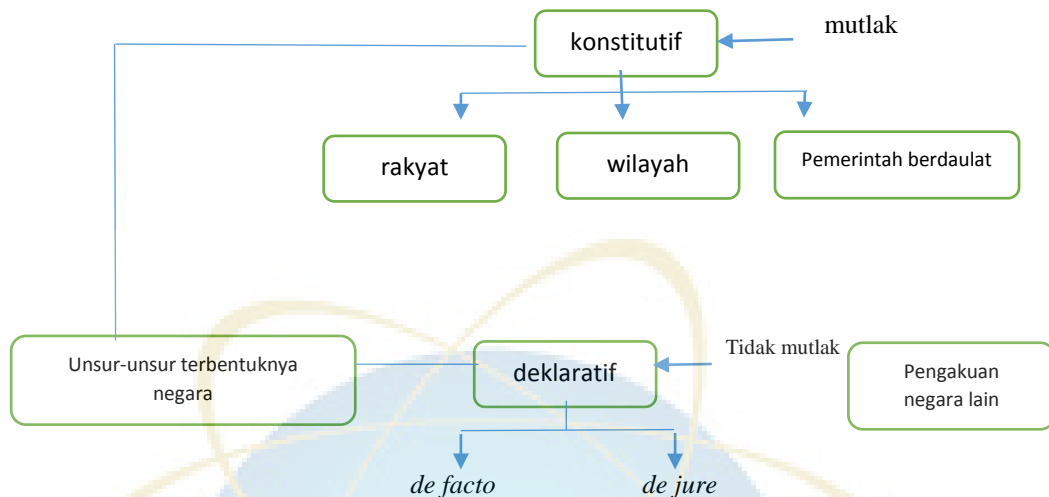 konstitutif
mutlak
rakyat
wilayah
Pemerintah berdaulat
Unsur-unsur terbentuknya
negara
deklaratif
Tidak mutlak
Pengakuan
negara lain
de facto
de jure